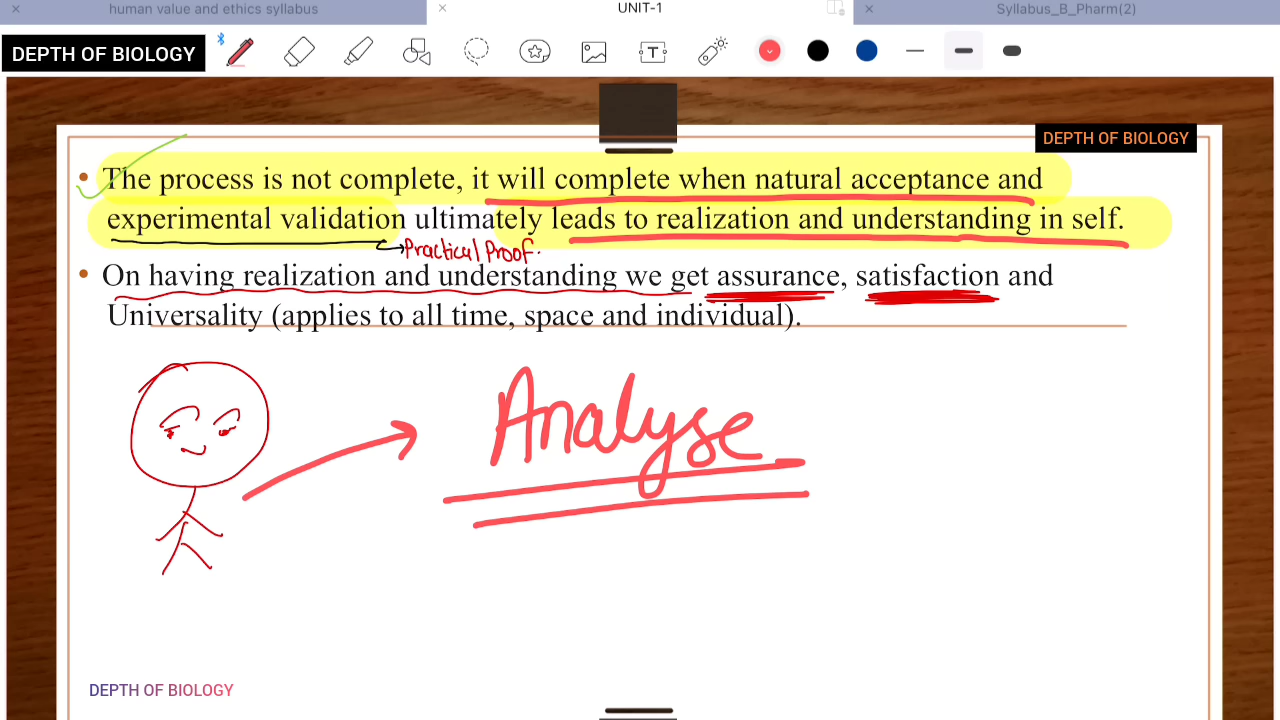 human value and ethics syllabus
UNIT-1
Syllabus_B_Pharm(2)
DEPTH OF BIOLOGY
DEPTH OF BIOLOGY
• The process is not complete, it will complete when natural acceptance and
experimental validation ultimately leads to realization and understanding in self.
Practical Proof.
• On having realization and understanding we get assurance, satisfaction and
Universality (applies to all time, space and individual).
Analyse
DEPTH OF BIOLOGY